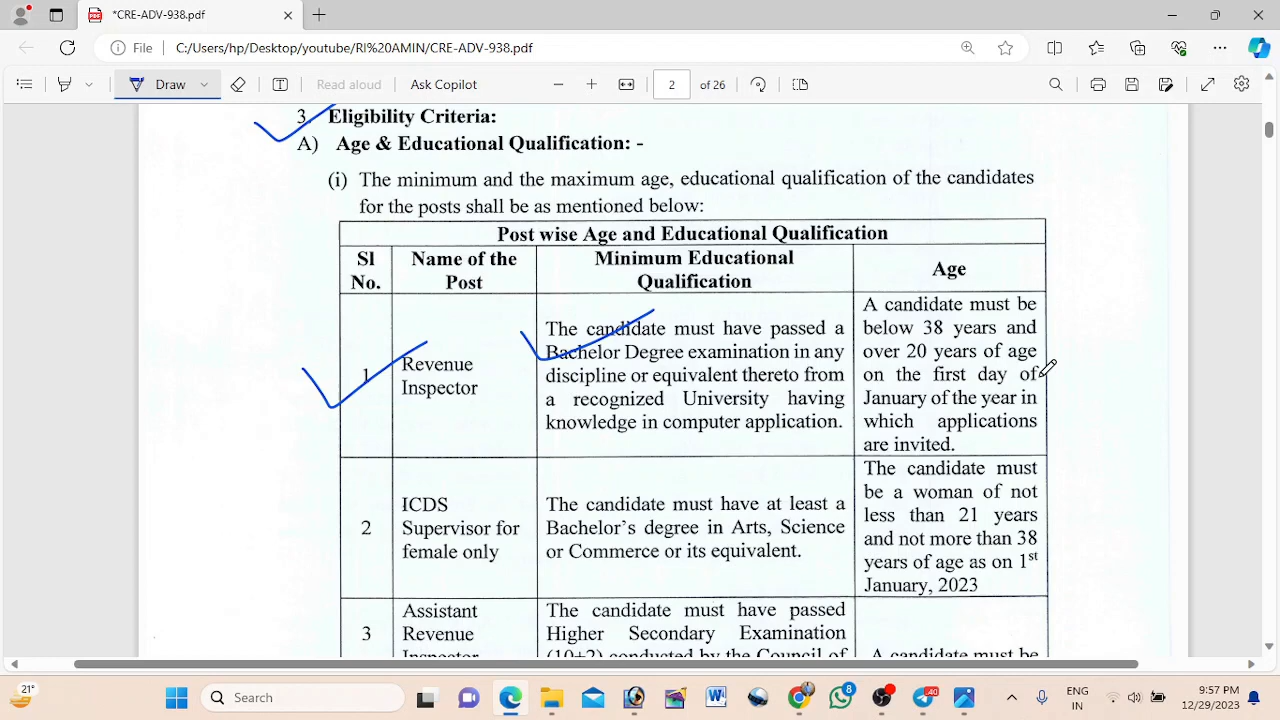 *CRE-ADV-938.pdf
File
C:/Users/hp/Desktop/youtube/RI%20AMIN/CRE-ADV-938.pdf
Draw
Read aloud
Ask Copilot
2
of 26
3. Eligibility Criteria:
A) Age & Educational Qualification: -
(i) The minimum and the maximum age, educational qualification of the candidates
for the posts shall be as mentioned below:
Post wise Age and Educational Qualification
Sl
No.
Name of the
Post
Minimum Educational
Qualification
Age
1
Revenue
Inspector
The candidate must have passed a
Bachelor Degree examination in any
discipline or equivalent thereto from
a recognized University having
knowledge in computer application.
A candidate must be
below 38 years and
over 20 years of age
on the first day of
January of the year in
which applications
are invited.
2
ICDS
Supervisor for
female only
The candidate must have at least a
Bachelor's degree in Arts, Science
or Commerce or its equivalent.
The candidate must
be a woman of not
less than 21 years
and not more than 38
years of age as on 1st
January, 2023
3
Assistant
Revenue
Inspector
The candidate must have passed
Higher Secondary Examination
(10+2) conducted by the Council of
A candidate must be
21°
Search
ENG
IN
9:57 PM
12/29/2023